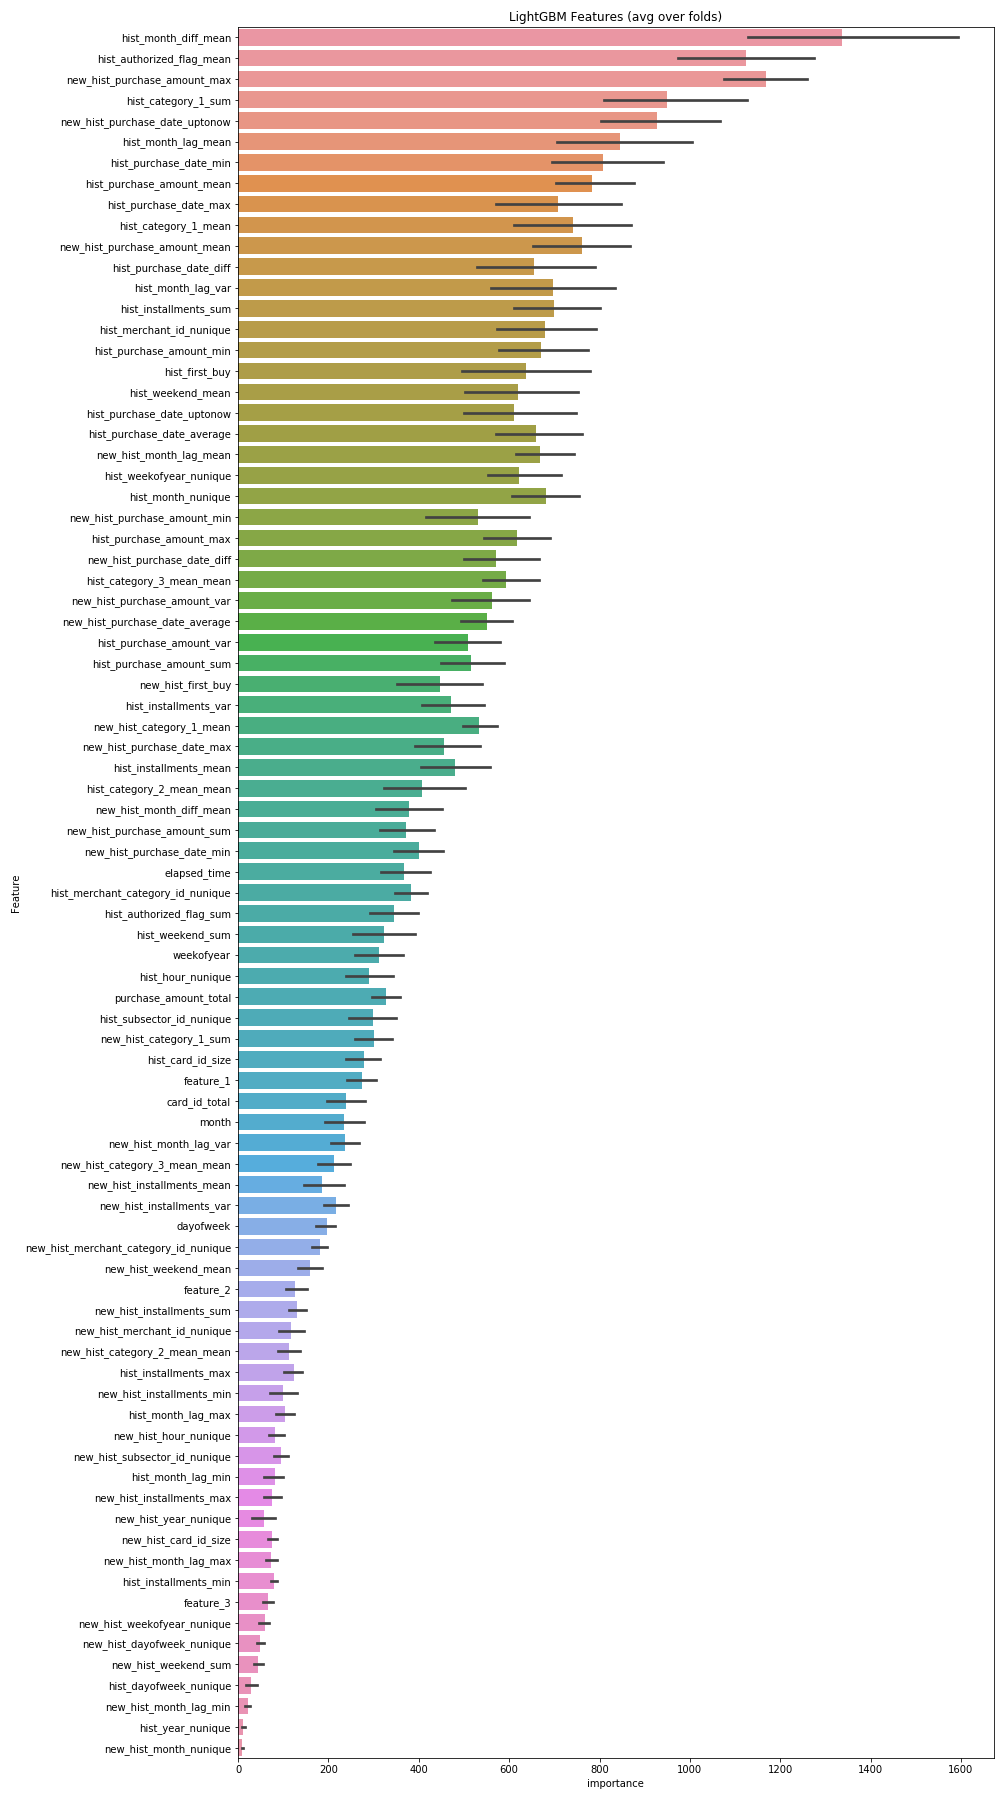 LightGBM Features (avg over folds)
hist_month_diff_mean
hist_authorized_flag_mean
new_hist_purchase_amount_max
hist_category_1_sum
new_hist_purchase_date_uptonow
hist_month_lag_mean
hist_purchase_date_min
hist_purchase_amount_mean
hist_purchase_date_max
hist_category_1_mean
new_hist_purchase_amount_mean
hist_purchase_date_diff
hist_month_lag_var
hist_installments_sum
hist_merchant_id_nunique
hist_purchase_amount_min
hist_first_buy
hist_weekend_mean
hist_purchase_date_uptonow
hist_purchase_date_average
new_hist_month_lag_mean
hist_weekofyear_nunique
hist_month_nunique
new_hist_purchase_amount_min
hist_purchase_amount_max
new_hist_purchase_date_diff
hist_category_3_mean_mean
new_hist_purchase_amount_var
new_hist_purchase_date_average
hist_purchase_amount_var
hist_purchase_amount_sum
new_hist_first_buy
hist_installments_var
new_hist_category_1_mean
new_hist_purchase_date_max
hist_installments_mean
hist_category_2_mean_mean
new_hist_month_diff_mean
new_hist_purchase_amount_sum
new_hist_purchase_date_min
elapsed_time
hist_merchant_category_id_nunique
hist_authorized_flag_sum
hist_weekend_sum
weekofyear
hist_hour_nunique
purchase_amount_total
hist_subsector_id_nunique
new_hist_category_1_sum
hist_card_id_size
feature_1
card_id_total
month
new_hist_month_lag_var
new_hist_category_3_mean_mean
new_hist_installments_mean
new_hist_installments_var
dayofweek
new_hist_merchant_category_id_nunique
new_hist_weekend_mean
feature_2
new_hist_installments_sum
new_hist_merchant_id_nunique
new_hist_category_2_mean_mean
hist_installments_max
new_hist_installments_min
hist_month_lag_max
new_hist_hour_nunique
new_hist_subsector_id_nunique
hist_month_lag_min
new_hist_installments_max
new_hist_year_nunique
new_hist_card_id_size
new_hist_month_lag_max
hist_installments_min
feature_3
new_hist_weekofyear_nunique
new_hist_dayofweek_nunique
new_hist_weekend_sum
hist_dayofweek_nunique
new_hist_month_lag_min
hist_year_nunique
new_hist_month_nunique
Feature
0 200 400 600 800 1000 1200 1400 1600
importance